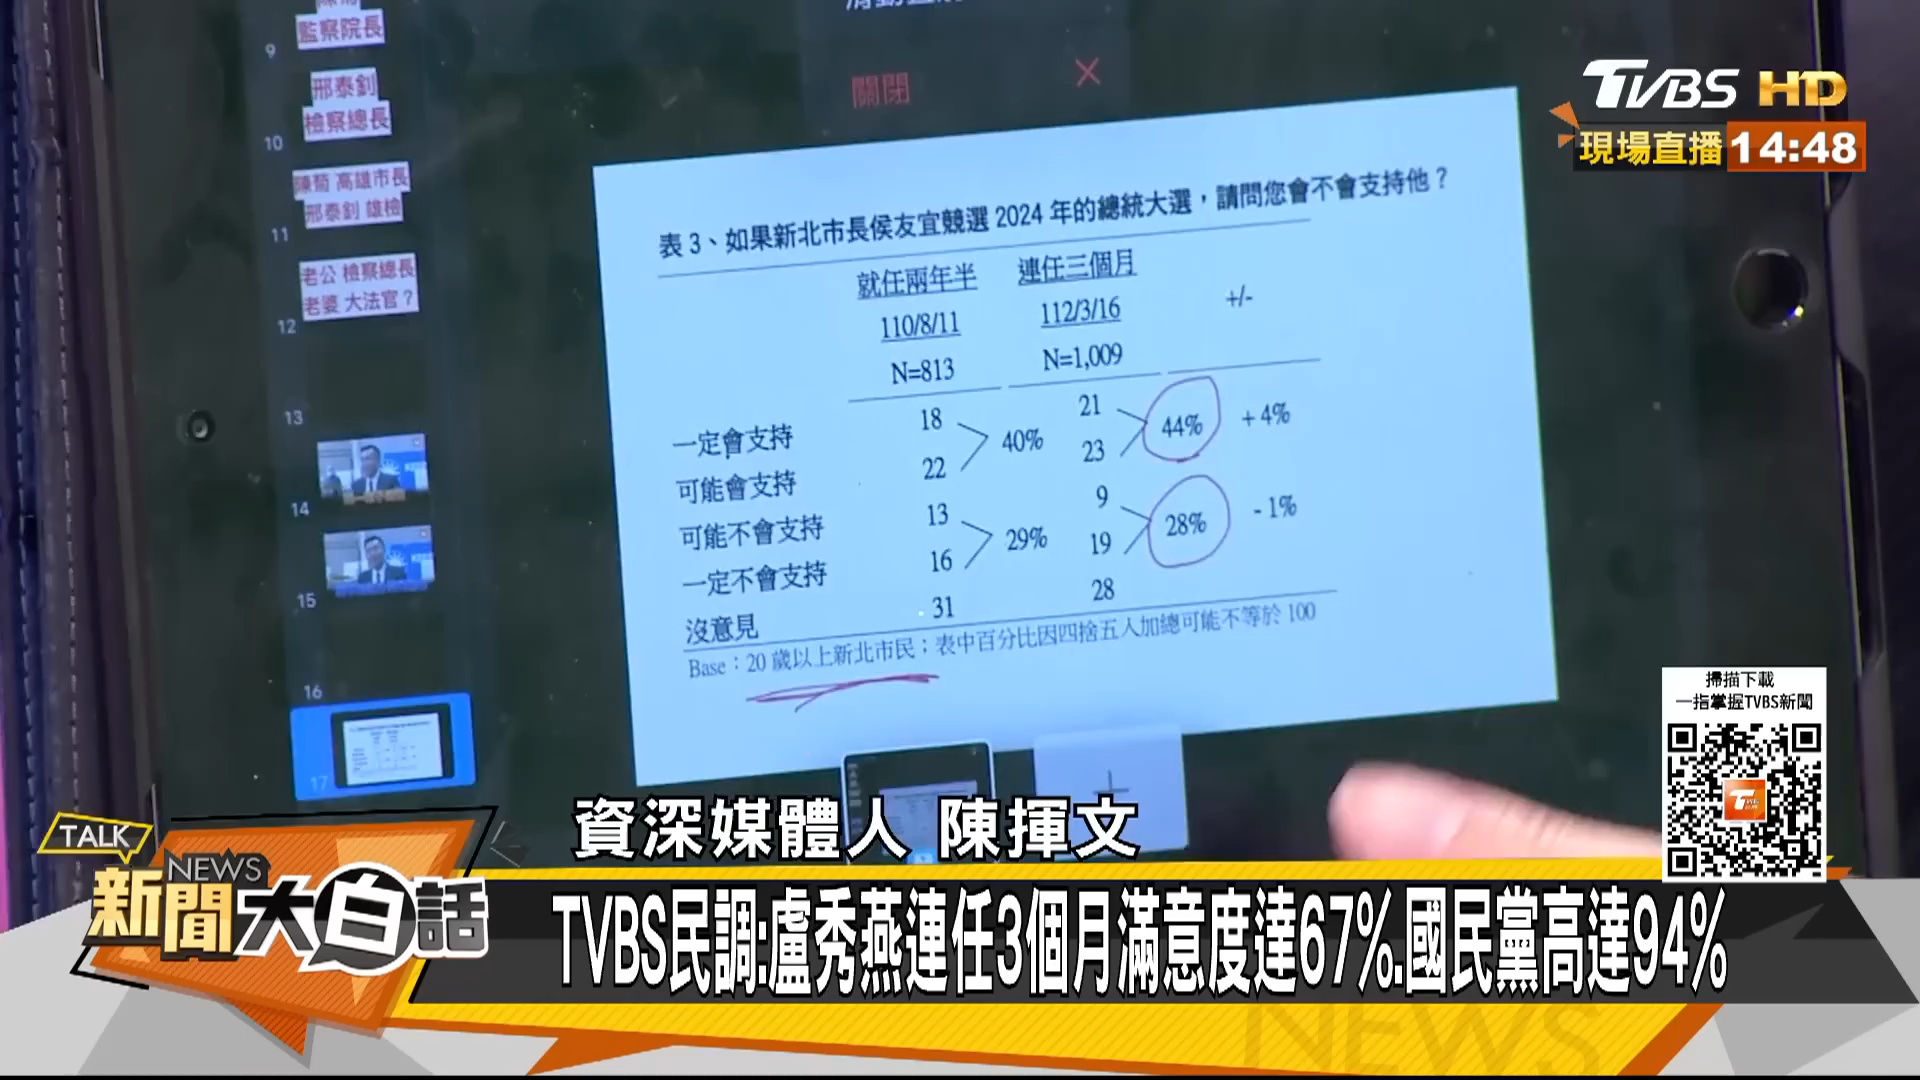 監察院長
9
關閉
TVBS HD
現場直播 14:48
邢泰釗
檢察總長
10
陳菊 高雄市長
邢泰釗 雄檢
11
老公 檢察總長
老婆 大法官？
12
13
14
15
16
17
表 3、如果新北市長侯友宜競選 2024 年的總統大選，請問您會不會支持他？
就任兩年半 連任三個月
110/8/11 112/3/16 +/-
N=813 N=1,009
一定會支持 18 21
40% 44% +4%
可能會支持 22 23
可能不會支持 13 9
29% 28% -1%
一定不會支持 16 19
沒意見 31 28
Base：20 歲以上新北市民；表中百分比因四捨五入加總可能不等於 100
掃描下載
一指掌握TVBS新聞
資深媒體人 陳揮文
TALK
NEWS
新聞大白話
TVBS民調:盧秀燕連任3個月滿意度達67%.國民黨高達94%
NEWS